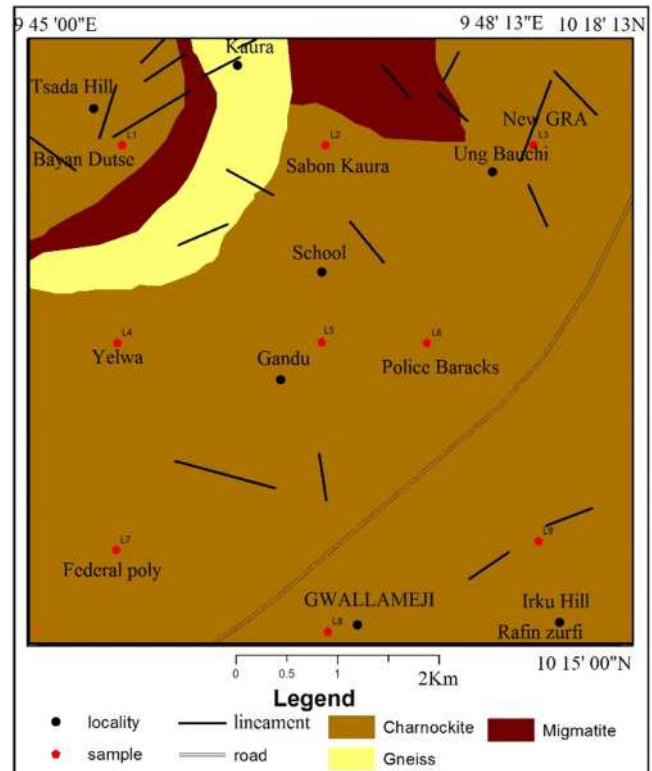 9 45 '00"E
9 48' 13"E
10 18' 13N
Kaura
Tsada Hill
New GRA
L1
L2
L3
Bayan Dutse
Sabon Kaura
Ung Bauchi
School
L4
L5
L6
Yelwa
Gandu
Police Baracks
L7
L9
Federal poly
GWALLAMEJI
Irku Hill
L8
Rafin zurfi
10 15' 00"N
0 0.5 1 2Km
Legend
locality
lineament
Charnockite
Migmatite
sample
road
Gneiss